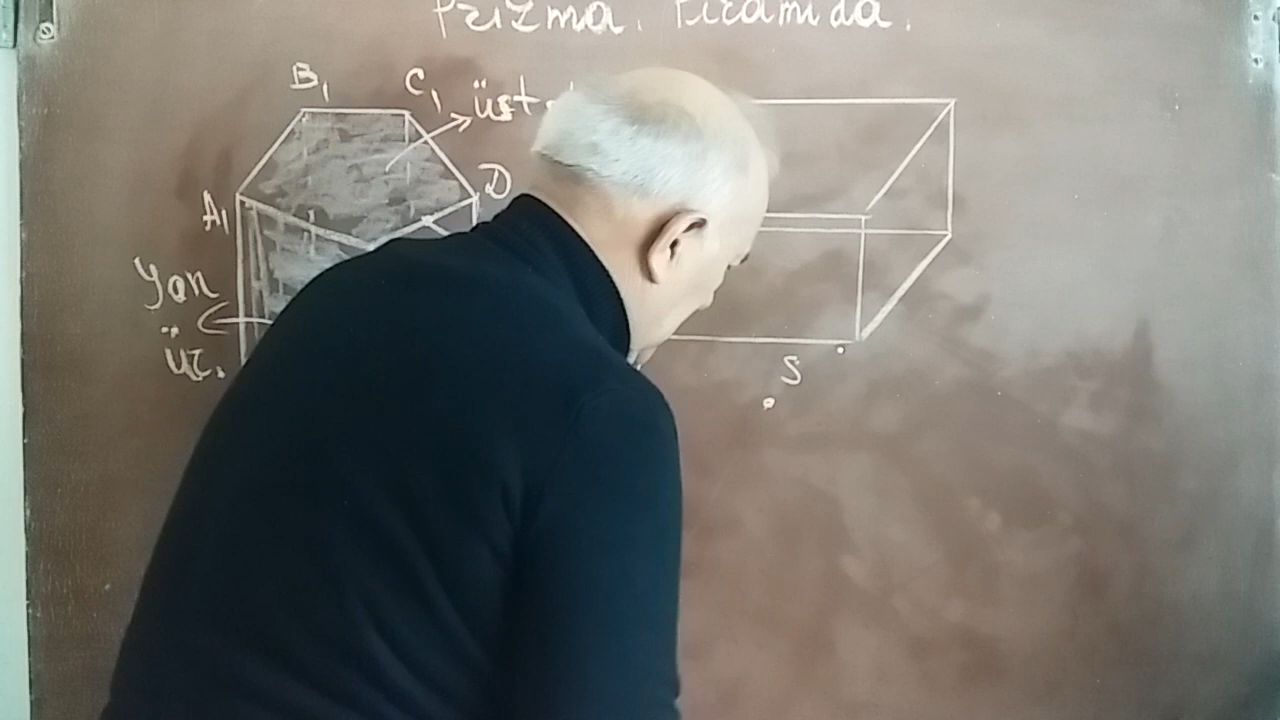 Prizma. Piramida.
B₁
C₁
üst
A₁
D
Yan
üz.
S